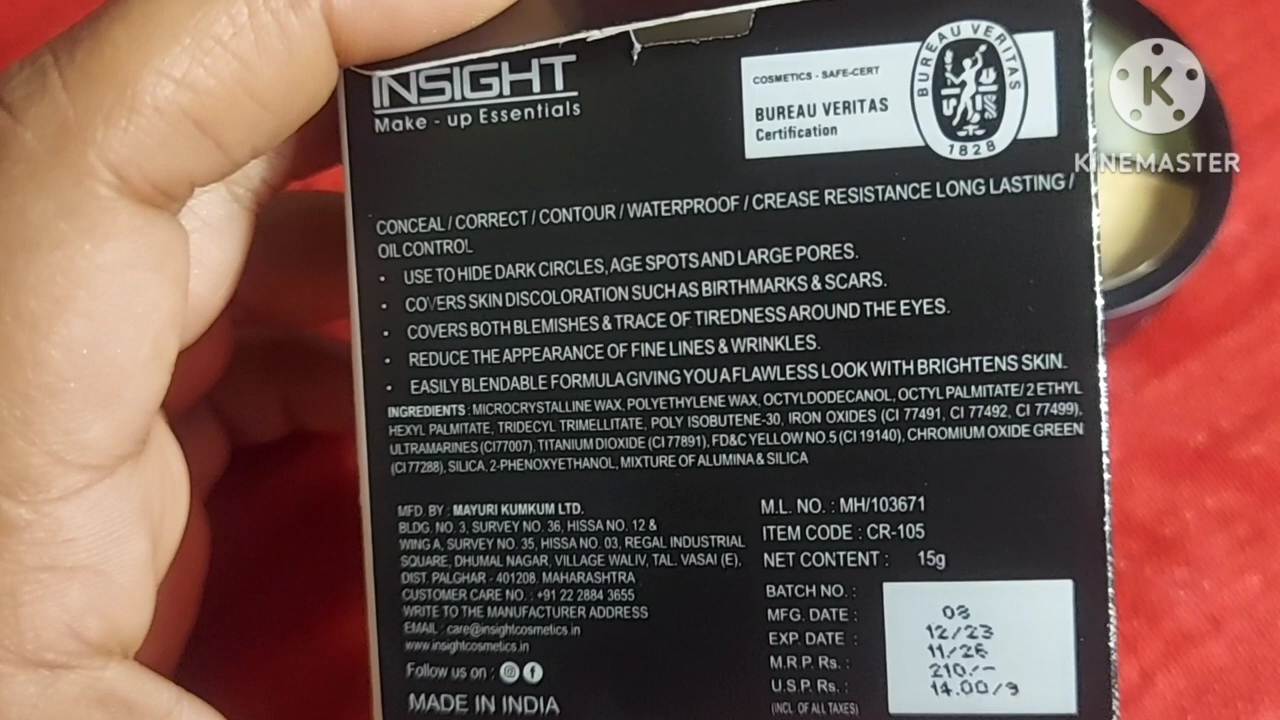 INSIGHT
Make-up Essentials
COSMETICS - SAFE-CERT
BUREAU VERITAS
Certification
BUREAU VERITAS
1828
K
KINEMASTER
CONCEAL / CORRECT / CONTOUR / WATERPROOF / CREASE RESISTANCE LONG LASTING /
OIL CONTROL
• USE TO HIDE DARK CIRCLES, AGE SPOTS AND LARGE PORES.
• COVERS SKIN DISCOLORATION SUCH AS BIRTHMARKS & SCARS.
• COVERS BOTH BLEMISHES & TRACE OF TIREDNESS AROUND THE EYES.
• REDUCE THE APPEARANCE OF FINE LINES & WRINKLES.
• EASILY BLENDABLE FORMULA GIVING YOU A FLAWLESS LOOK WITH BRIGHTENS SKIN.
INGREDIENTS : MICROCRYSTALLINE WAX, POLYETHYLENE WAX, OCTYLDODECANOL, OCTYL PALMITATE/ 2 ETHYL
HEXYL PALMITATE, TRIDECYL TRIMELLITATE, POLY ISOBUTENE-30, IRON OXIDES (CI 77491, CI 77492, CI 77499),
ULTRAMARINES (CI77007), TITANIUM DIOXIDE (CI 77891), FD&C YELLOW NO.5 (CI 19140), CHROMIUM OXIDE GREEN
(CI 77288), SILICA, 2-PHENOXYETHANOL, MIXTURE OF ALUMINA & SILICA
MFD. BY : MAYURI KUMKUM LTD.
BLDG. NO. 3, SURVEY NO. 36, HISSA NO. 12 &
WING A, SURVEY NO. 35, HISSA NO. 03, REGAL INDUSTRIAL
SQUARE, DHUMAL NAGAR, VILLAGE WALIV, TAL. VASAI (E),
DIST. PALGHAR - 401208, MAHARASHTRA
CUSTOMER CARE NO. : +91 22 2884 3655
WRITE TO THE MANUFACTURER ADDRESS
EMAIL : care@insightcosmetics.in
www.insightcosmetics.in
Follow us on :
MADE IN INDIA
M.L. NO. : MH/103671
ITEM CODE : CR-105
NET CONTENT : 15g
BATCH NO. : 03
MFG. DATE : 12/23
EXP. DATE : 11/26
M.R.P. Rs. : 210/-
U.S.P. Rs. : 14.00/g
(INCL. OF ALL TAXES)